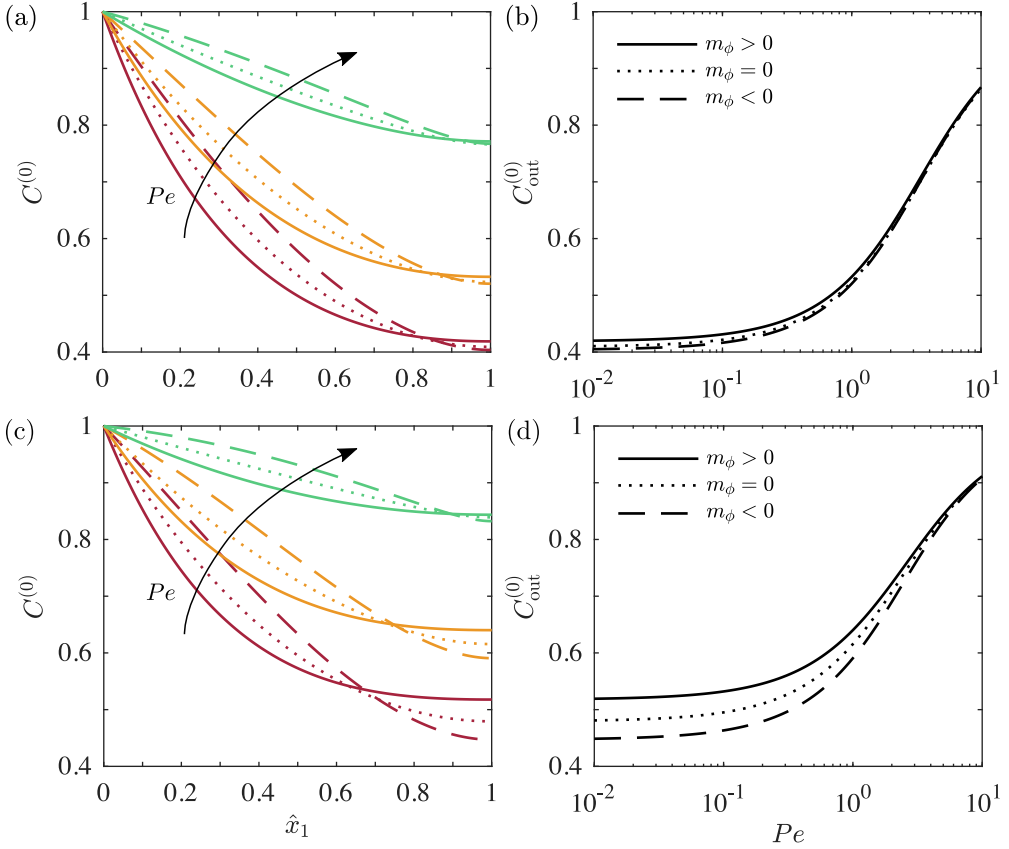 (a)
1
0.8
0.6
0.4
C^{(0)}
Pe
0 0.2 0.4 0.6 0.8 1
(b)
1
0.8
0.6
0.4
C_{out}^{(0)}
m_ϕ > 0
m_ϕ = 0
m_ϕ < 0
10^{-2} 10^{-1} 10^{0} 10^{1}
(c)
1
0.8
0.6
0.4
C^{(0)}
Pe
0 0.2 0.4 0.6 0.8 1
x̂_1
(d)
1
0.8
0.6
0.4
C_{out}^{(0)}
m_ϕ > 0
m_ϕ = 0
m_ϕ < 0
10^{-2} 10^{-1} 10^{0} 10^{1}
Pe